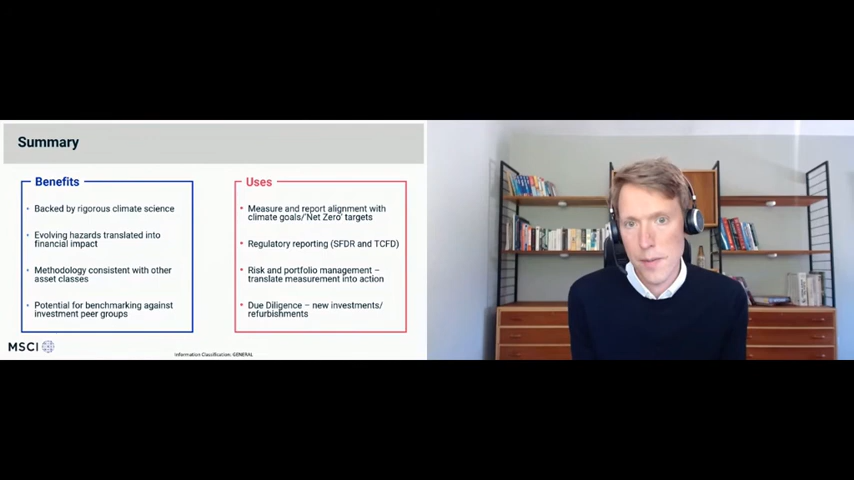 Summary
Benefits
Backed by rigorous climate science
Evolving hazards translated into
financial impact
Methodology consistent with other
asset classes
Potential for benchmarking against
investment peer groups
Uses
Measure and report alignment with
climate goals/'Net Zero' targets
Regulatory reporting (SFDR and TCFD)
Risk and portfolio management –
translate measurement into action
Due Diligence – new investments/
refurbishments
MSCI
Information Classification: GENERAL